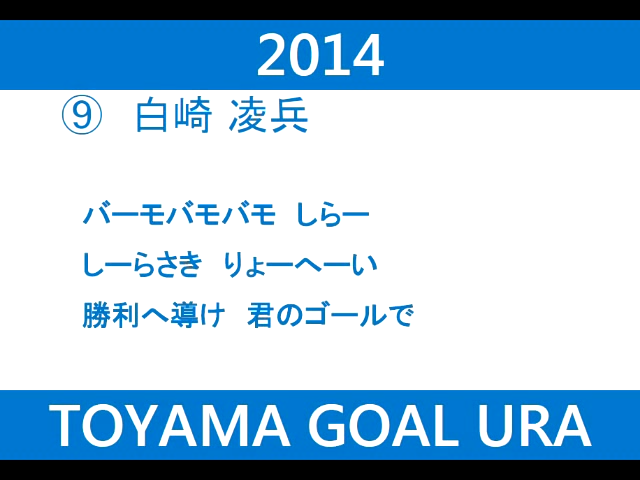 2014
⑨ 白崎 凌兵
バーモバモバモ しらー
しーらさき りょーへーい
勝利へ導け 君のゴールで
TOYAMA GOAL URA